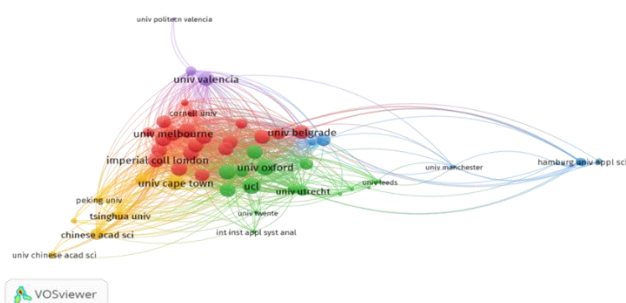 univ politecn valencia
univ valencia
cornell univ
univ melbourne
univ belgrade
imperial coll london
univ oxford
univ manchester
hamburg univ appl sci
univ cape town
ucl
univ utrecht
univ leeds
peking univ
tsinghua univ
univ twente
chinese acad sci
int inst appl syst anal
univ chinese acad sci
VOSviewer